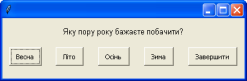 Яку пору року бажаєте побачити?
Весна Літо Осінь Зима Завершити